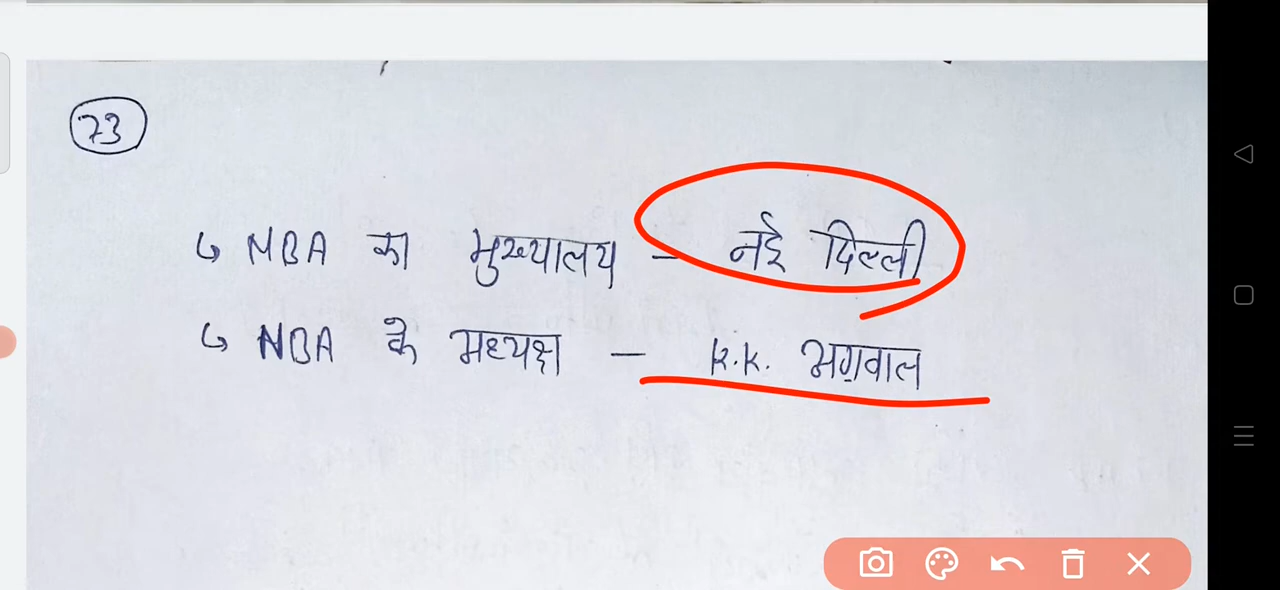 73
↳ NBA का मुख्यालय – नई दिल्ली
↳ NBA के अध्यक्ष – K.K. अग्रवाल